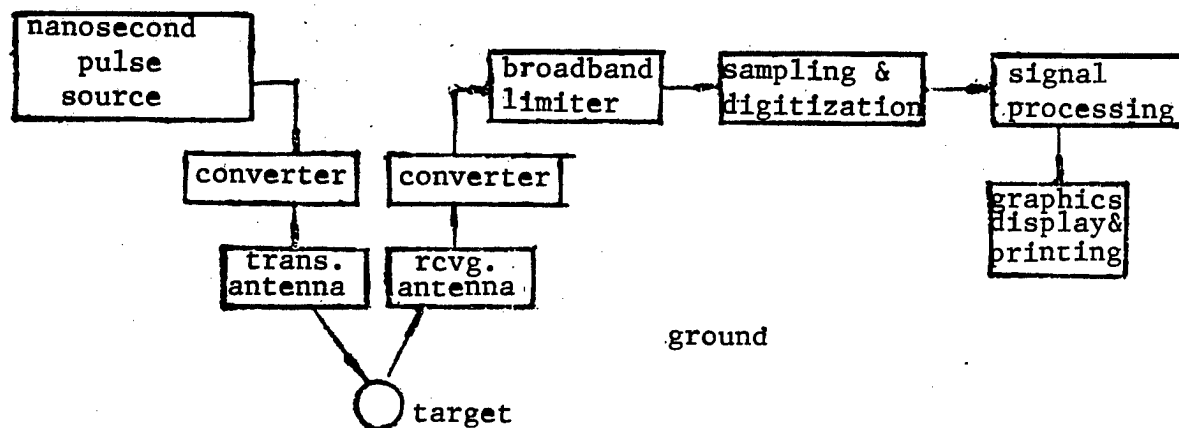 nanosecond
pulse
source
broadband
limiter
sampling &
digitization
signal
processing
converter
converter
graphics
display&
printing
trans.
antenna
rcvg.
antenna
ground
target